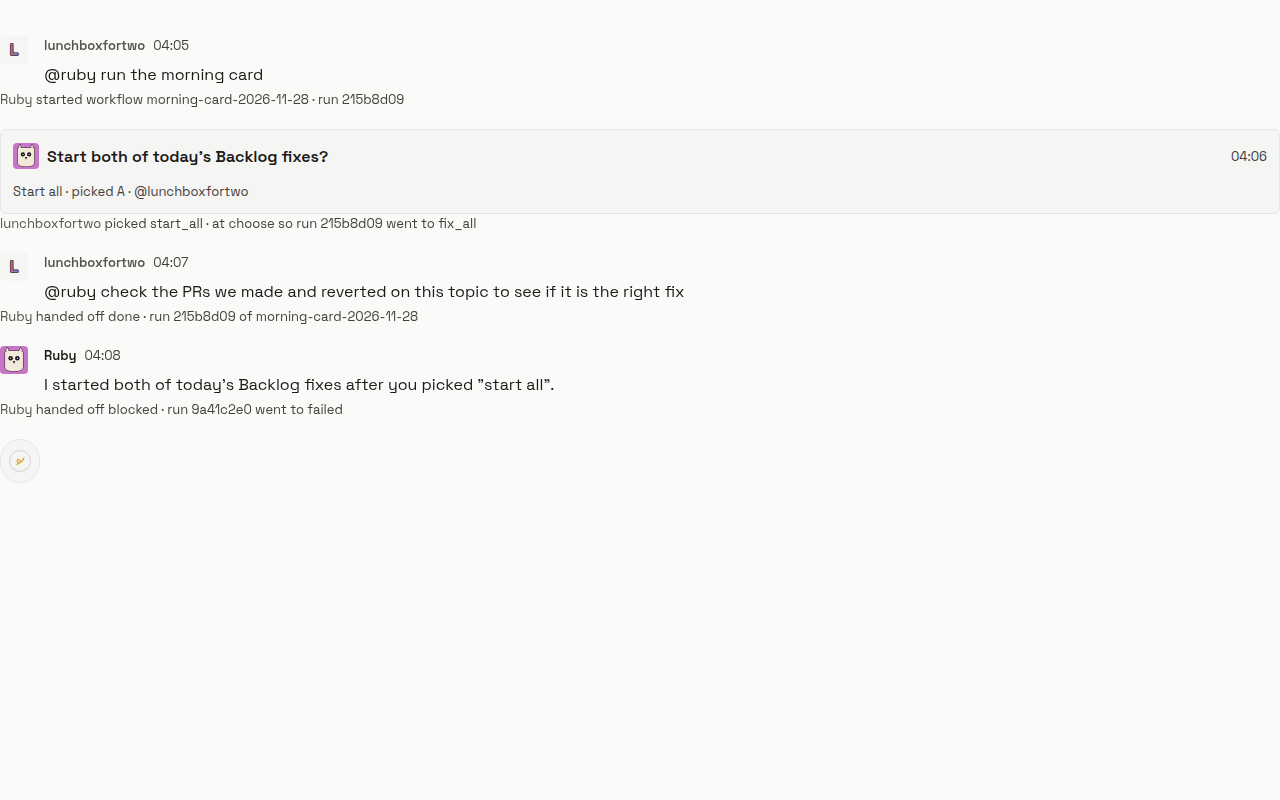 lunchboxfortwo 04:05
@ruby run the morning card
Ruby started workflow morning-card-2026-11-28 · run 215b8d09
Start both of today's Backlog fixes? 04:06
Start all · picked A · @lunchboxfortwo
lunchboxfortwo picked start_all · at choose so run 215b8d09 went to fix_all
lunchboxfortwo 04:07
@ruby check the PRs we made and reverted on this topic to see if it is the right fix
Ruby handed off done · run 215b8d09 of morning-card-2026-11-28
Ruby 04:08
I started both of today's Backlog fixes after you picked "start all".
Ruby handed off blocked · run 9a41c2e0 went to failed